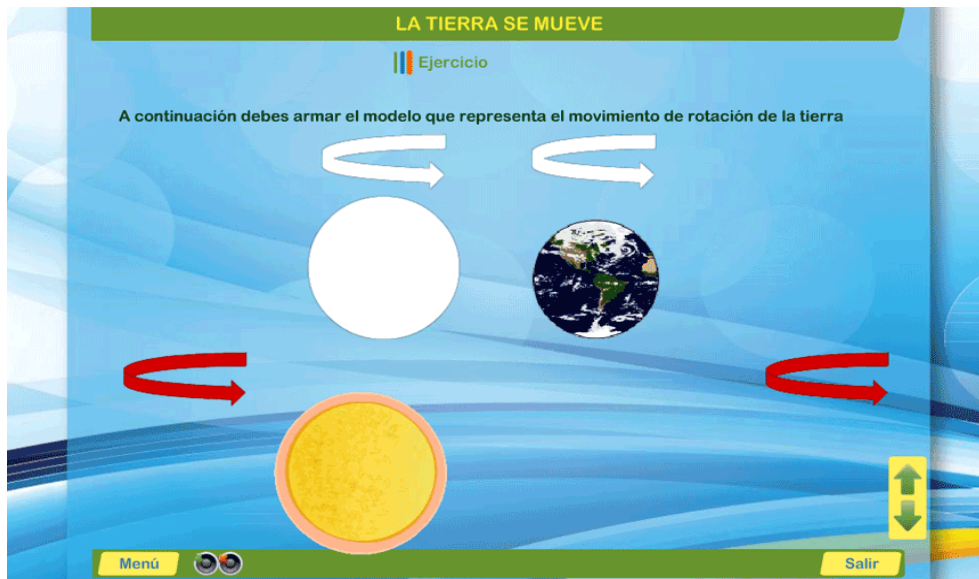 LA TIERRA SE MUEVE
Ejercicio
A continuación debes armar el modelo que representa el movimiento de rotación de la tierra
Menú
Salir